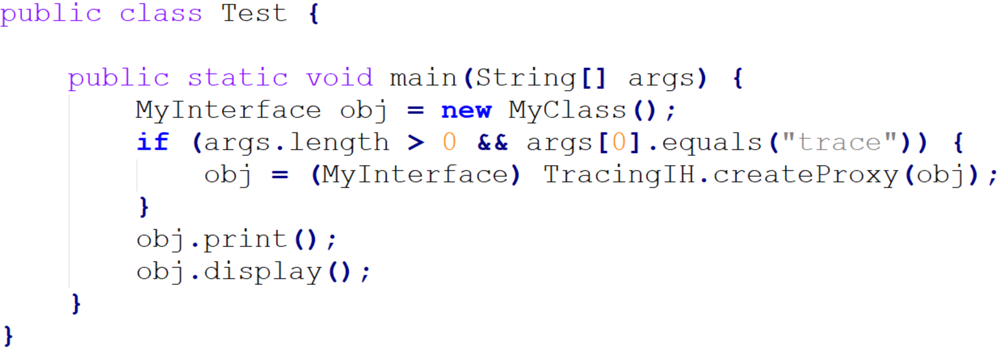 public class Test {
public static void main(String[] args) {
MyInterface obj = new MyClass();
if (args.length > 0 && args[0].equals("trace")) {
obj = (MyInterface) TracingIH.createProxy(obj);
}
obj.print();
obj.display();
}
}